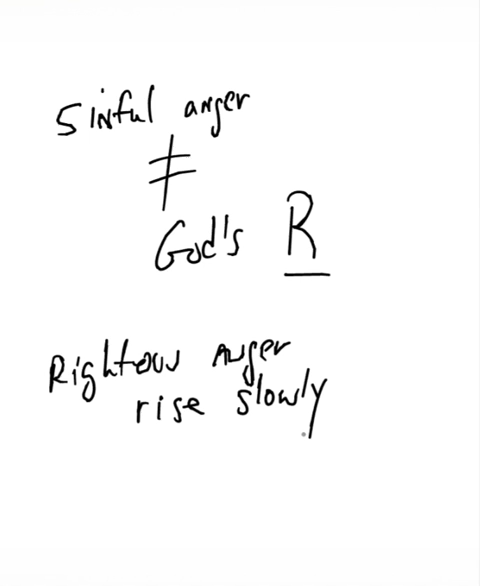 Sinful anger
≠
God's R
Rightous Anger
rise slowly